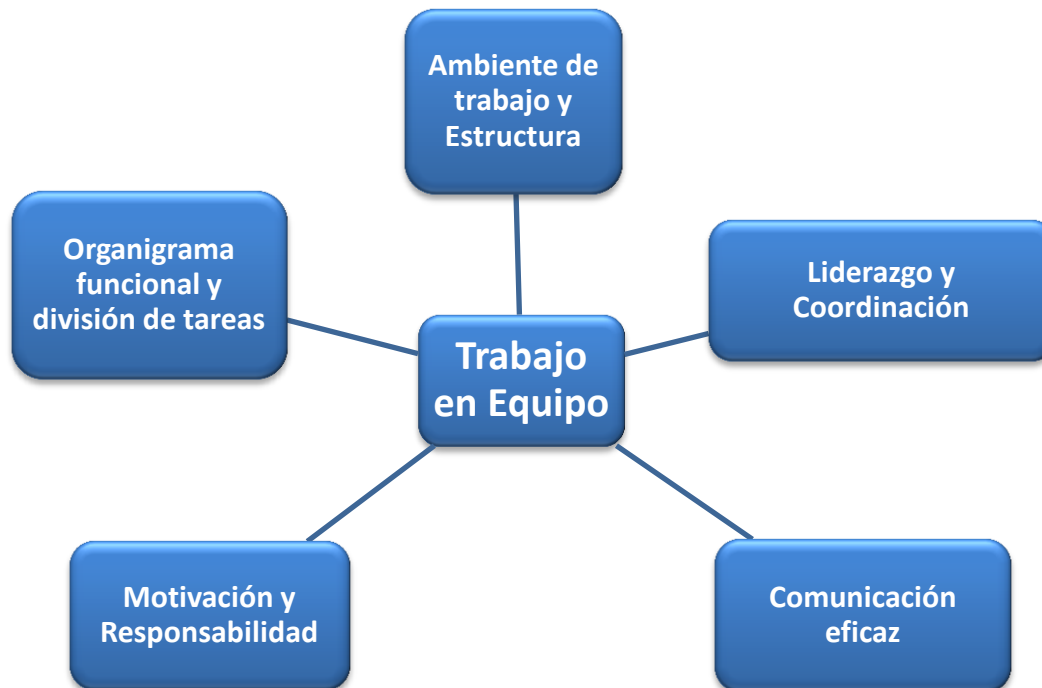 Ambiente de
trabajo y
Estructura
Organigrama
funcional y
división de tareas
Liderazgo y
Coordinación
Trabajo
en Equipo
Motivación y
Responsabilidad
Comunicación
eficaz